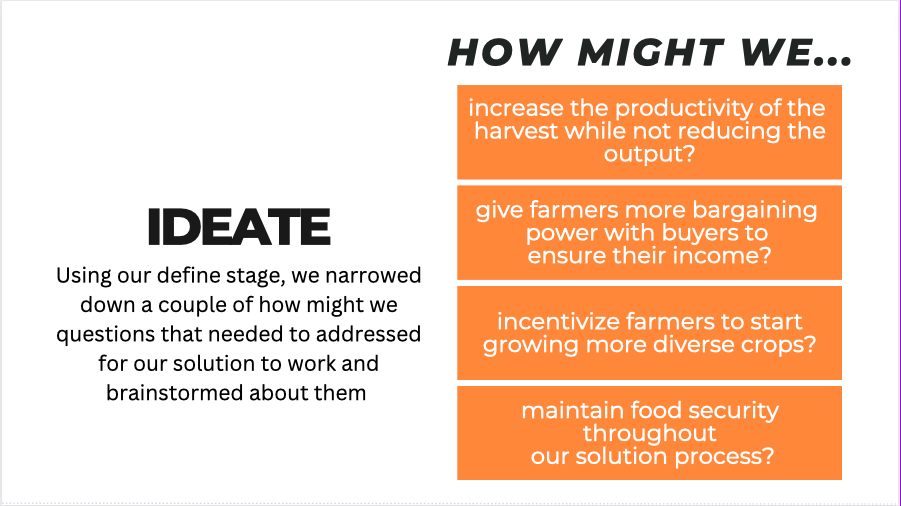 HOW MIGHT WE...
increase the productivity of the
harvest while not reducing the
output?
give farmers more bargaining
power with buyers to
ensure their income?
incentivize farmers to start
growing more diverse crops?
maintain food security
throughout
our solution process?
IDEATE
Using our define stage, we narrowed
down a couple of how might we
questions that needed to addressed
for our solution to work and
brainstormed about them